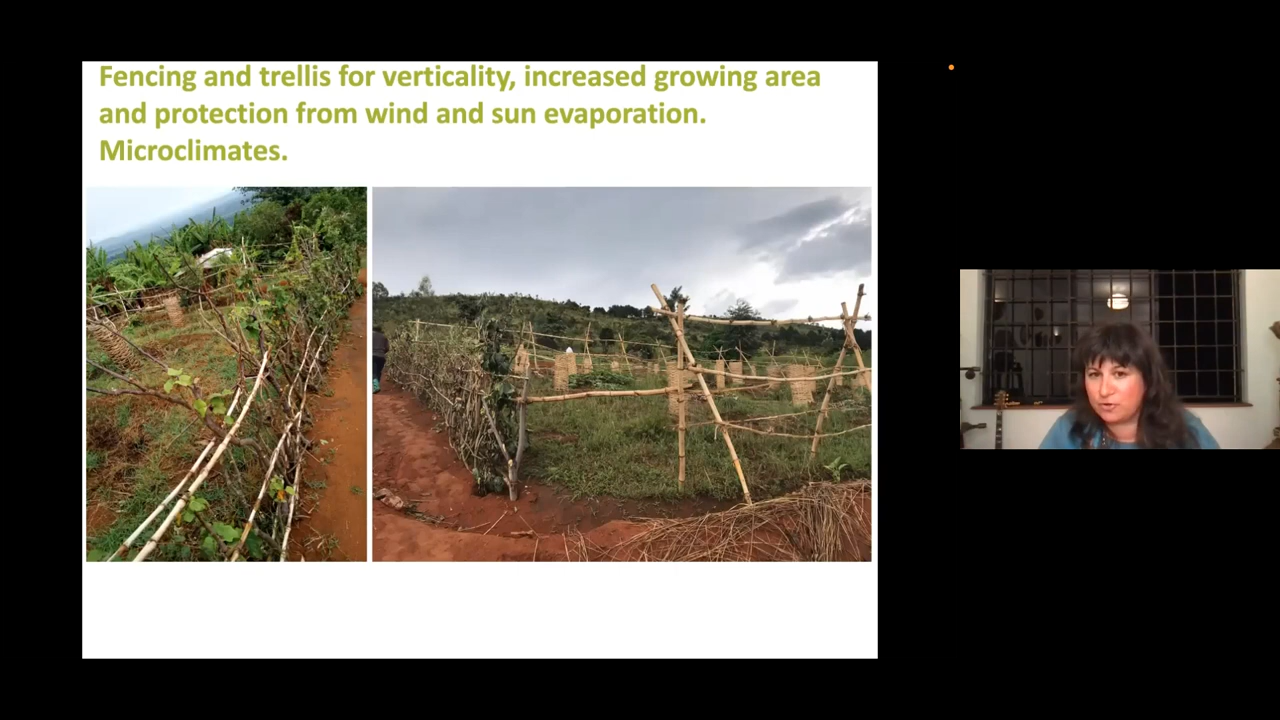 Fencing and trellis for verticality, increased growing area
and protection from wind and sun evaporation.
Microclimates.